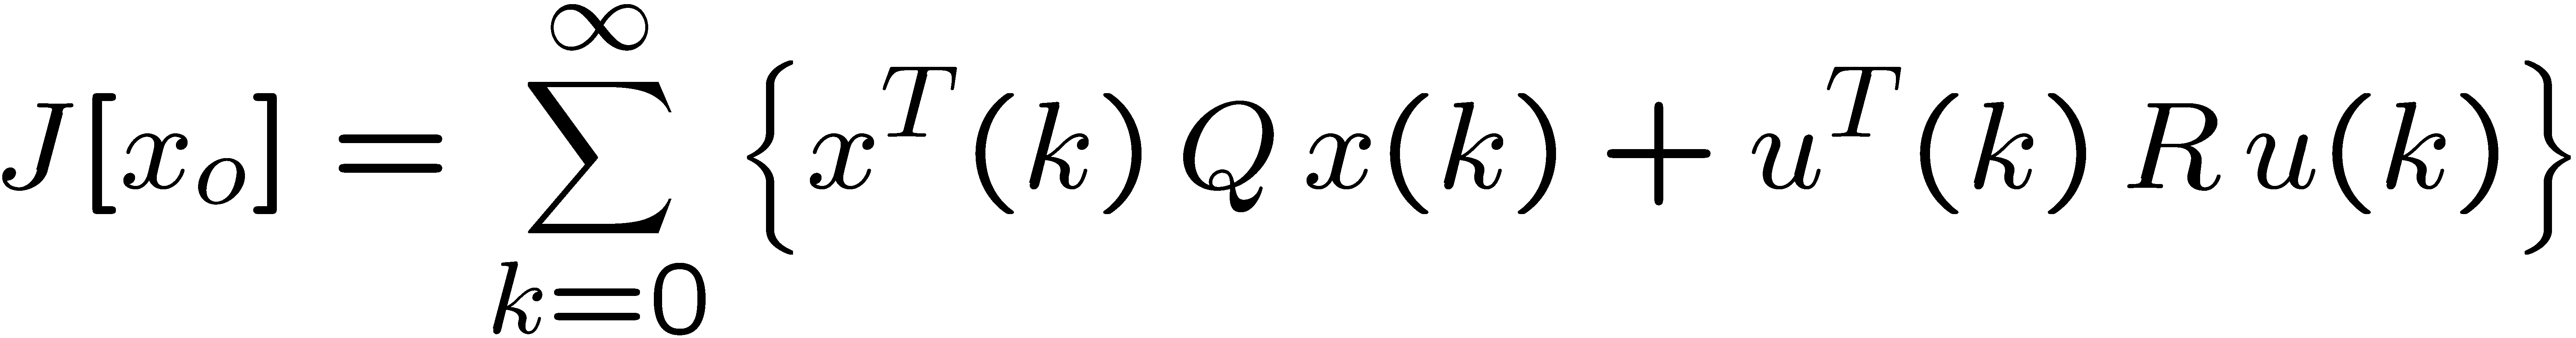 J[x_o] = \sum_{k=0}^{\infty} \left\{ x^T(k) Q x(k) + u^T(k) R u(k) \right\}